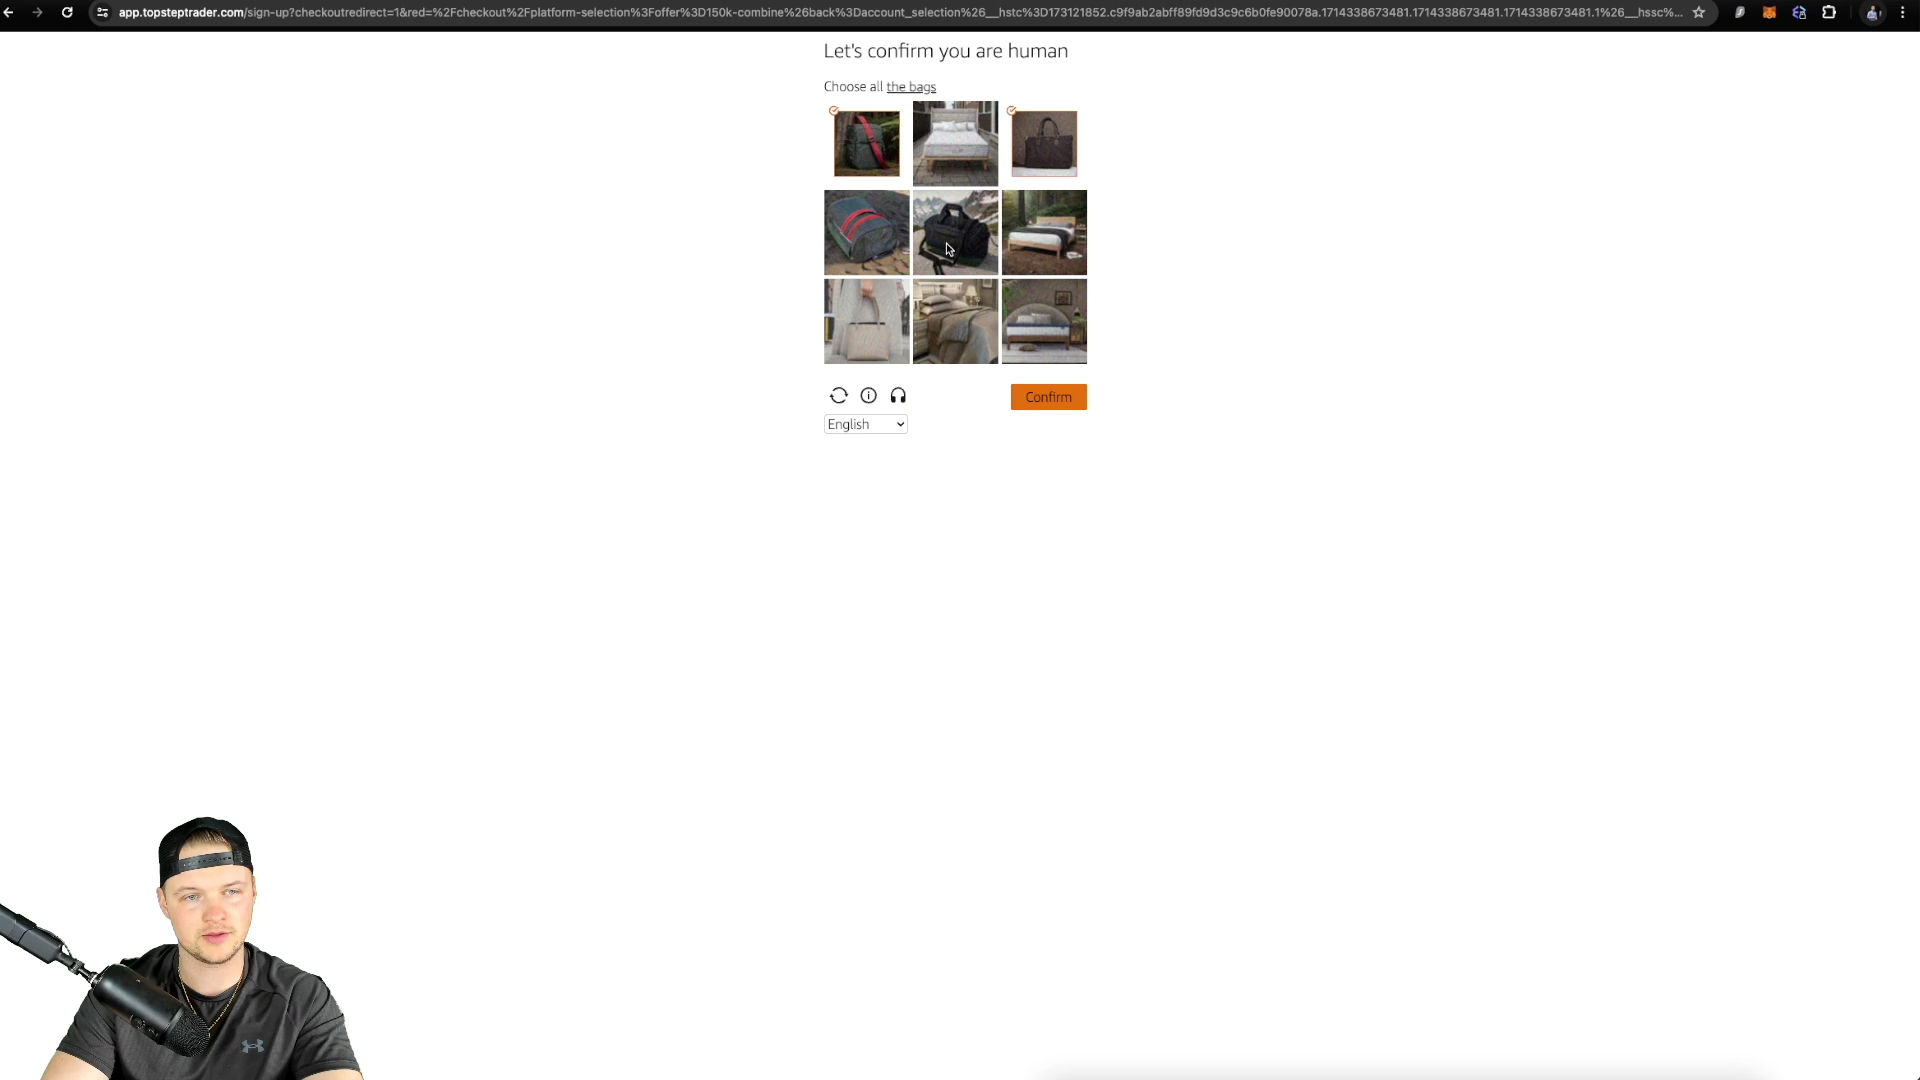 app.topsteptrader.com/sign-up?checkoutredirect=1&red=%2Fcheckout%2Fplatform-selection%3Foffer%3D150k-combine%26back%3Daccount_selection%26__hstc%3D173121852.c9f9ab2abff89fd9d3c9c6b0fe90078a.1714338673481.1714338673481.1714338673481.1%26__hssc%...
Let's confirm you are human
Choose all the bags
Confirm
English